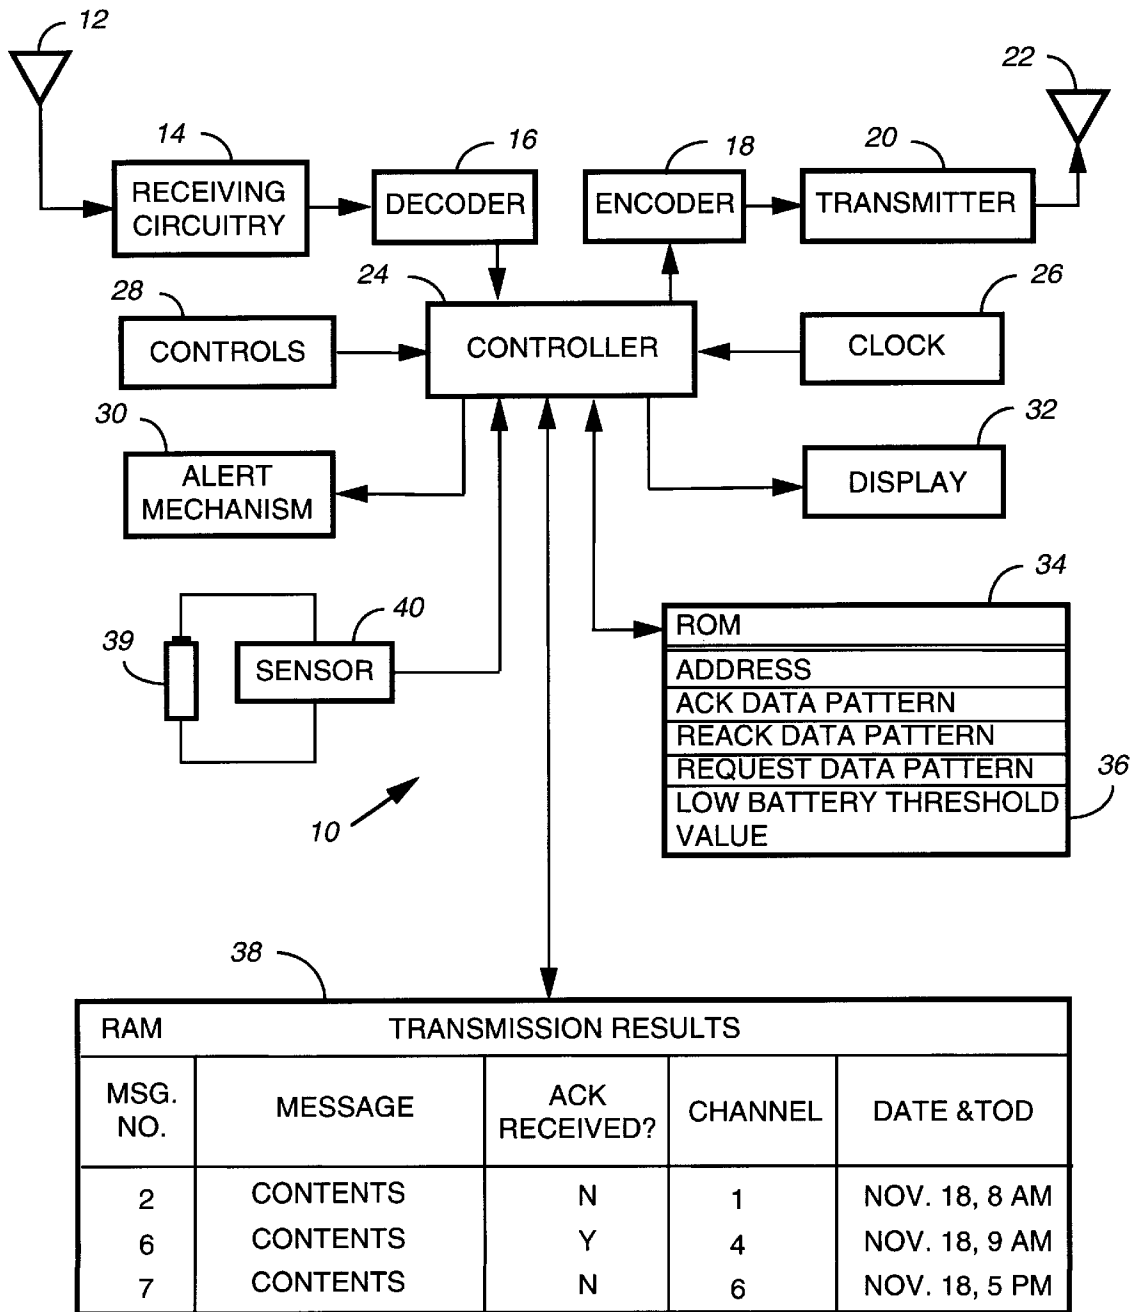 12
22
14
16
18
20
RECEIVING
CIRCUITRY
DECODER
ENCODER
TRANSMITTER
24
28
26
CONTROLS
CONTROLLER
CLOCK
30
32
ALERT
MECHANISM
DISPLAY
34
40
39
SENSOR
ROM
ADDRESS
ACK DATA PATTERN
REACK DATA PATTERN
REQUEST DATA PATTERN
LOW BATTERY THRESHOLD
VALUE
36
10
38
RAM TRANSMISSION RESULTS
MSG.
NO.
MESSAGE
ACK
RECEIVED?
CHANNEL
DATE &TOD
2 CONTENTS N 1 NOV. 18, 8 AM
6 CONTENTS Y 4 NOV. 18, 9 AM
7 CONTENTS N 6 NOV. 18, 5 PM